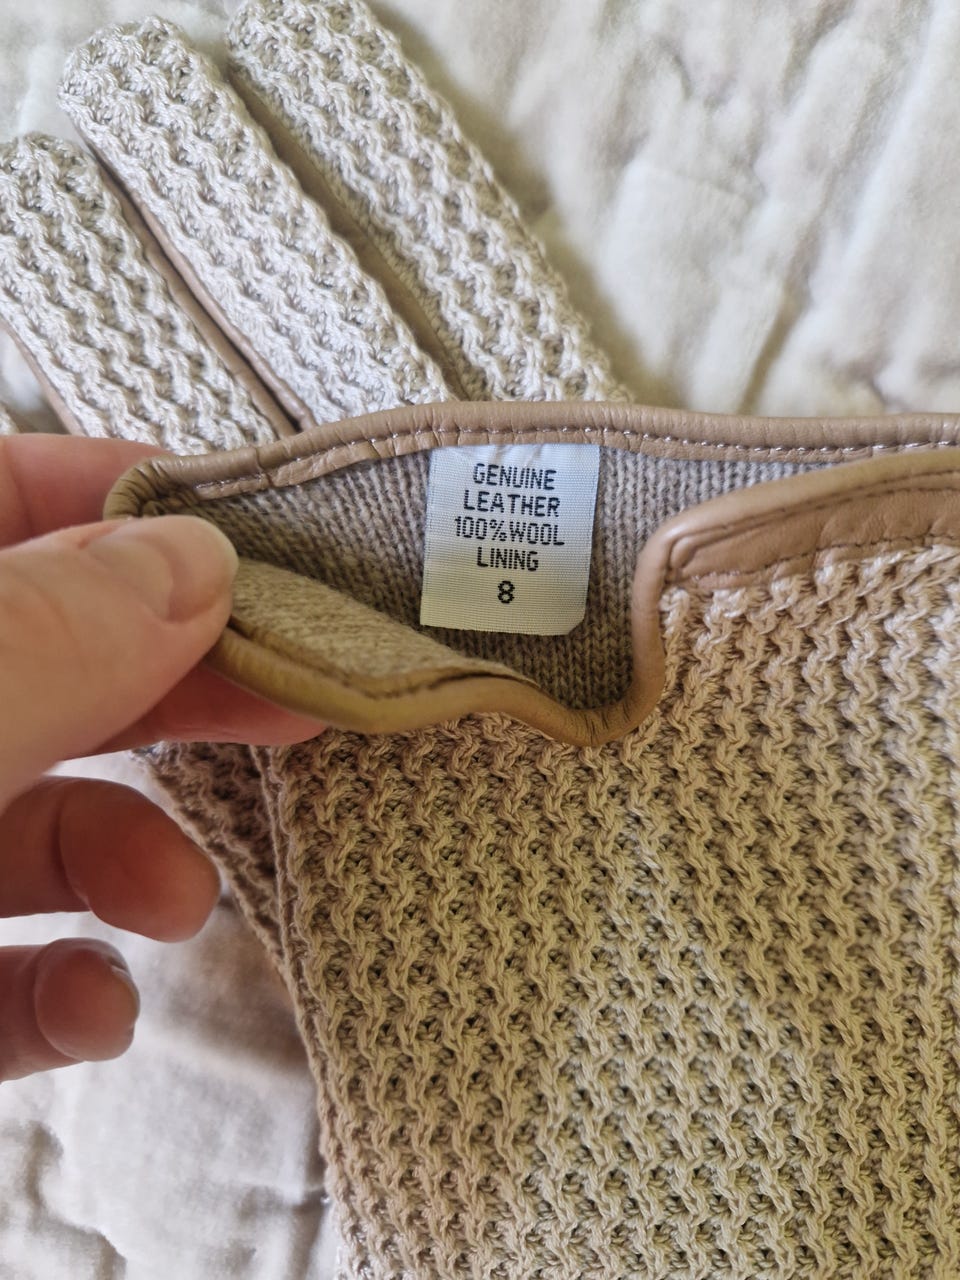 GENUINE
LEATHER
100%WOOL
LINING
8